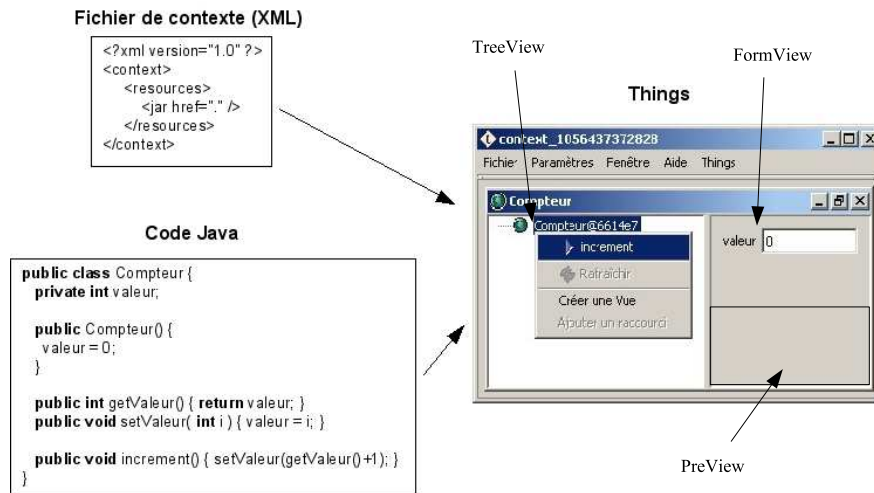 Fichier de contexte (XML)
<?xml version="1.0" ?>
<context>
<resources>
<jar href="." />
</resources>
</context>
Code Java
public class Compteur {
private int valeur;
public Compteur() {
valeur = 0;
}
public int getValeur() { return valeur; }
public void setValeur( int i ) { valeur = i; }
public void increment() { setValeur(getValeur()+1); }
}
TreeView
FormView
Things
context_1056437372828
Fichier Paramètres Fenêtre Aide Things
Compteur
Compteur@6614e7
increment
Rafraîchir
Créer une Vue
Ajouter un raccourci
valeur 0
PreView